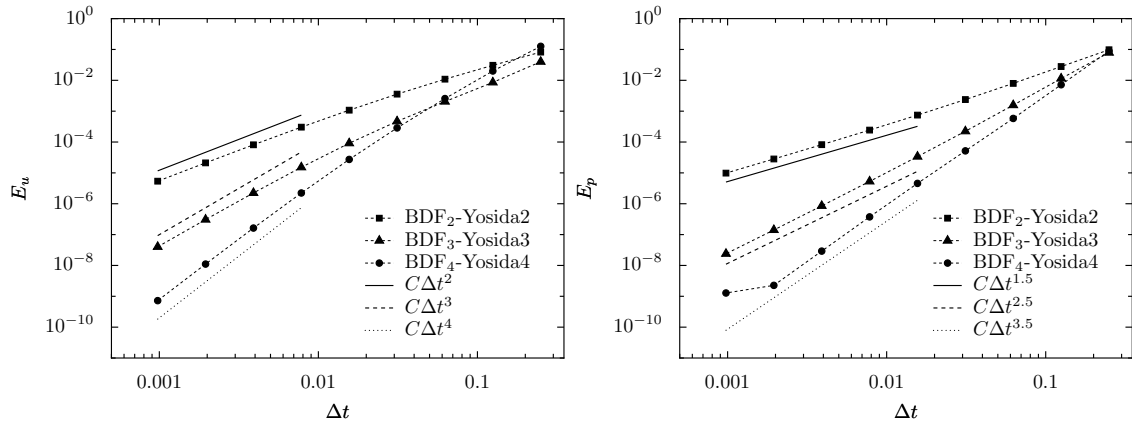 10^0
10^{-2}
10^{-4}
10^{-6}
10^{-8}
10^{-10}
E_u
BDF_2-Yosida2
BDF_3-Yosida3
BDF_4-Yosida4
CΔt^2
CΔt^3
CΔt^4
0.001 0.01 0.1
Δt
10^0
10^{-2}
10^{-4}
10^{-6}
10^{-8}
10^{-10}
E_p
BDF_2-Yosida2
BDF_3-Yosida3
BDF_4-Yosida4
CΔt^{1.5}
CΔt^{2.5}
CΔt^{3.5}
0.001 0.01 0.1
Δt